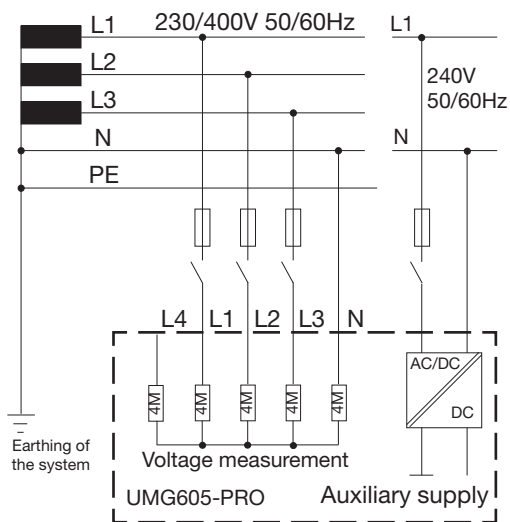 L1 230/400V 50/60Hz L1
L2
240V
50/60Hz
L3
N N
PE
L4 L1 L2 L3 N
AC/DC
DC
4M 4M 4M 4M 4M
Earthing of
the system
Voltage measurement
UMG605-PRO Auxiliary supply